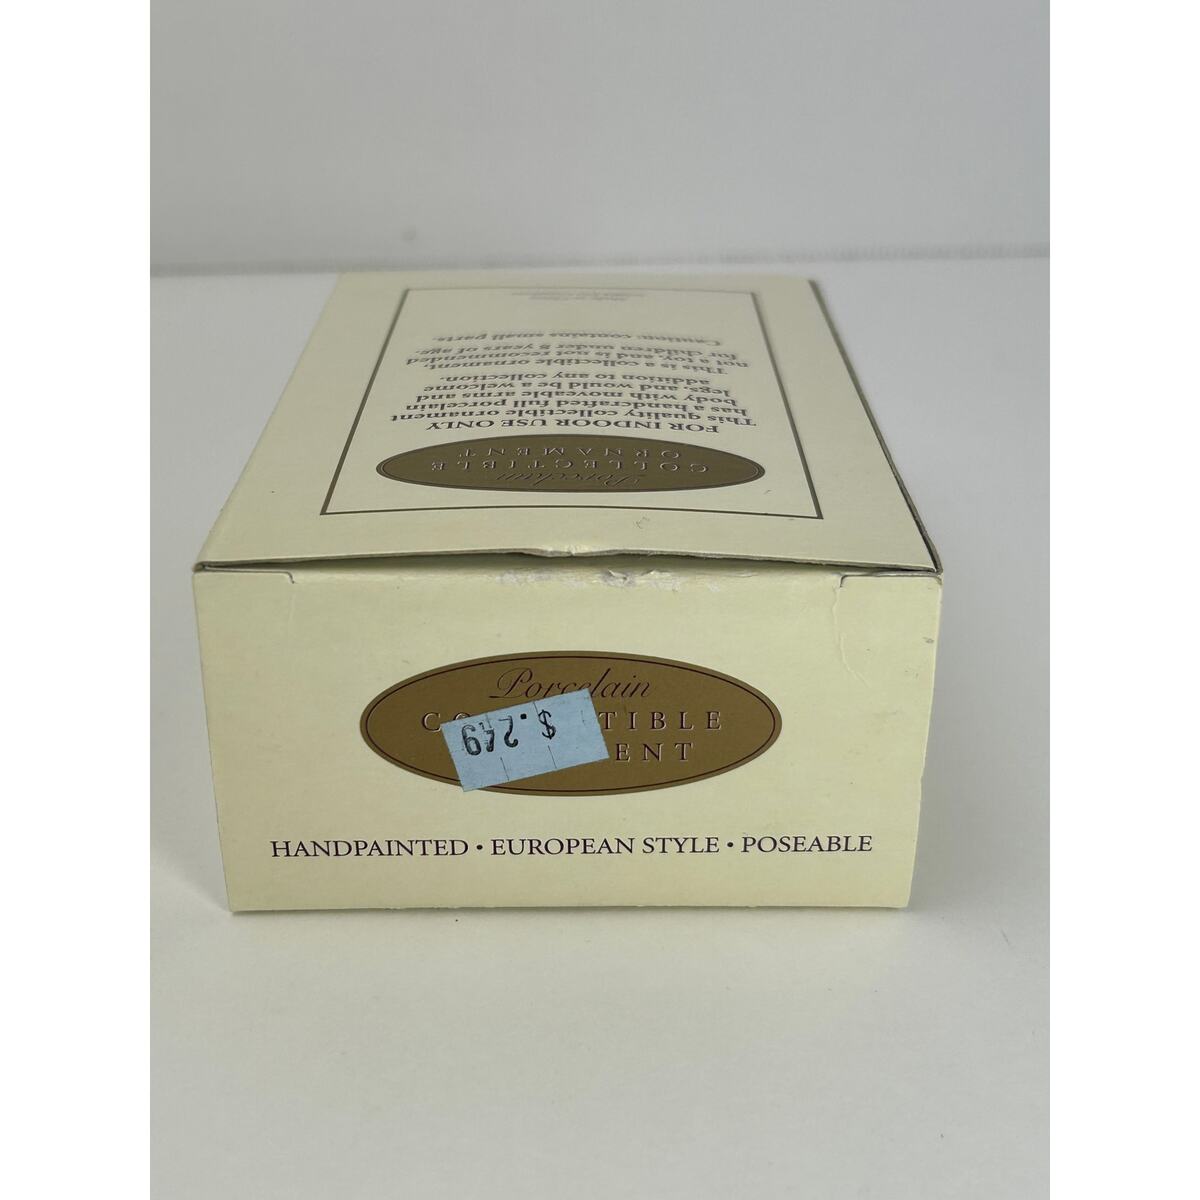 Porcelain
COLLECTIBLE
ORNAMENT
FOR INDOOR USE ONLY
This quality collectible ornament
has a handcrafted full porcelain
body with moveable arms and
legs, and would be a welcome
addition to any collection.
This is a collectible ornament,
not a toy, and is not recommended
for children under 8 years of age.
Caution: contains small parts.
Porcelain
TIBLE
ENT
$.249
HANDPAINTED • EUROPEAN STYLE • POSEABLE